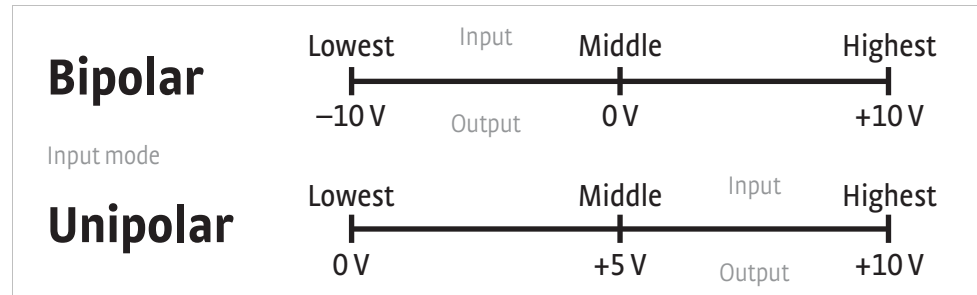 Bipolar
Lowest Input Middle Highest
–10 V Output 0 V +10 V
Input mode
Unipolar
Lowest Middle Input Highest
0 V +5 V Output +10 V